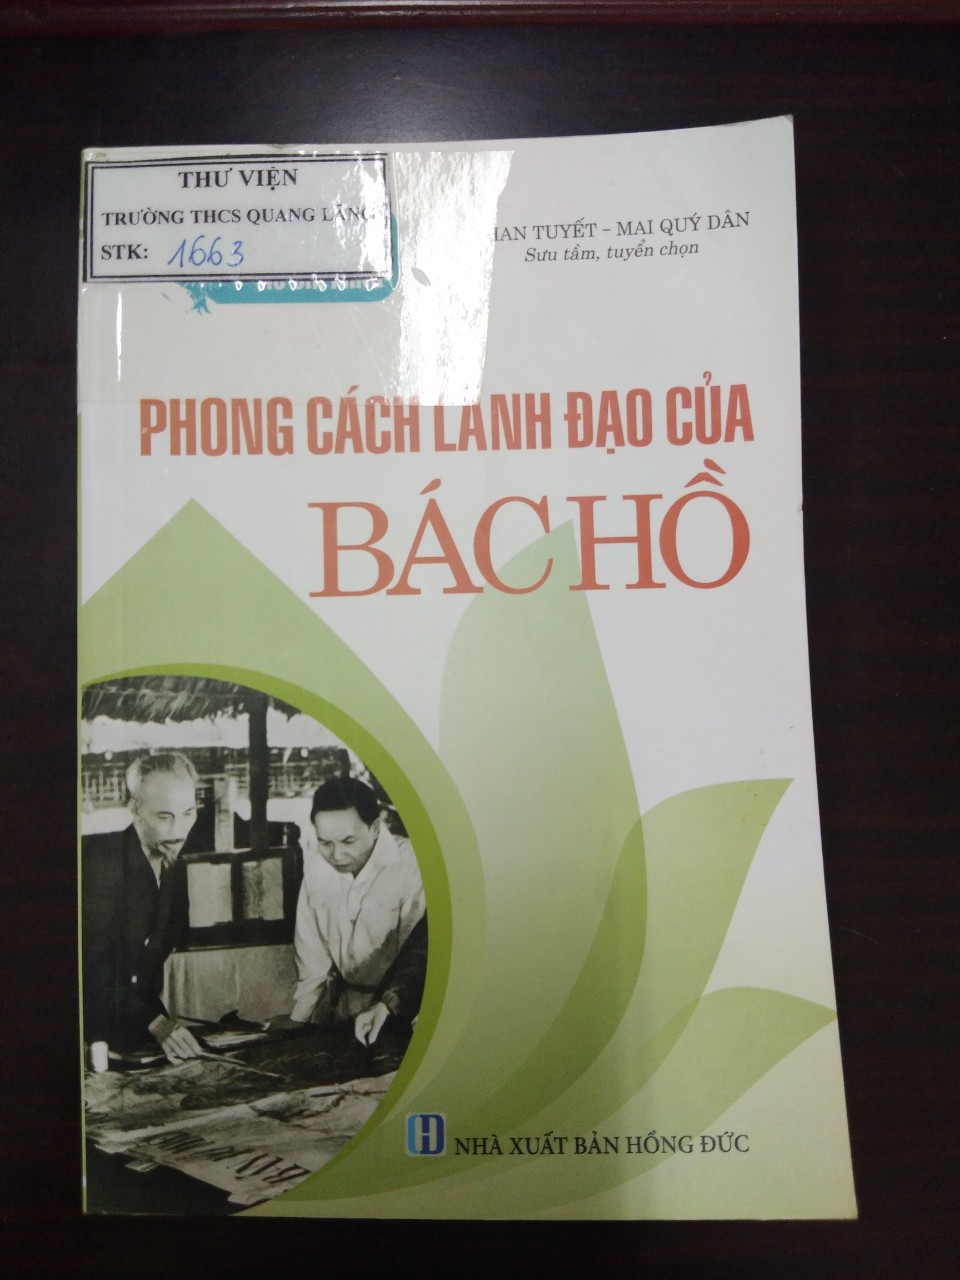 THƯ VIỆN
TRƯỜNG THCS QUANG LÃNG
STK: 1663
TUYẾT – MAI QUÝ DÂN
Sưu tầm, tuyển chọn
PHONG CÁCH LÃNH ĐẠO CỦA
BÁC HỒ
NHÀ XUẤT BẢN HỒNG ĐỨC